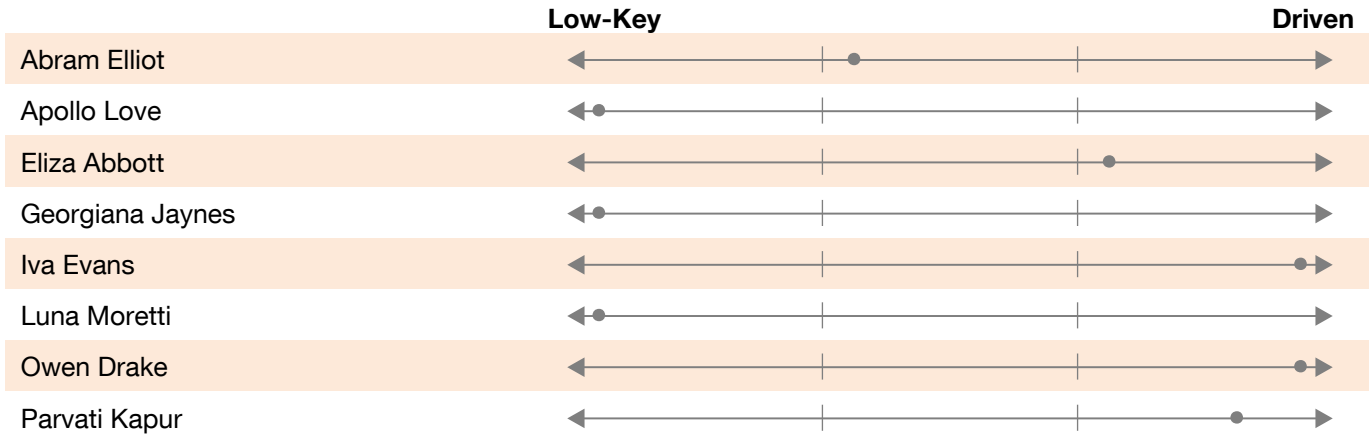 Low-Key Driven
Abram Elliot
Apollo Love
Eliza Abbott
Georgiana Jaynes
Iva Evans
Luna Moretti
Owen Drake
Parvati Kapur